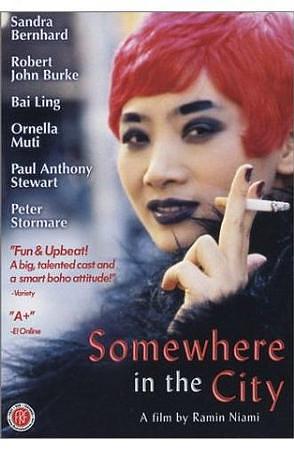 Sandra
Bernhard
Robert
John Burke
Bai Ling
Ornella
Muti
Paul Anthony
Stewart
Peter
Stormare
"Fun & Upbeat!
A big, talented cast and
a smart boho attitude!"
-Variety
"A+"
-E! Online
Somewhere
in the City
A film by Ramin Niami